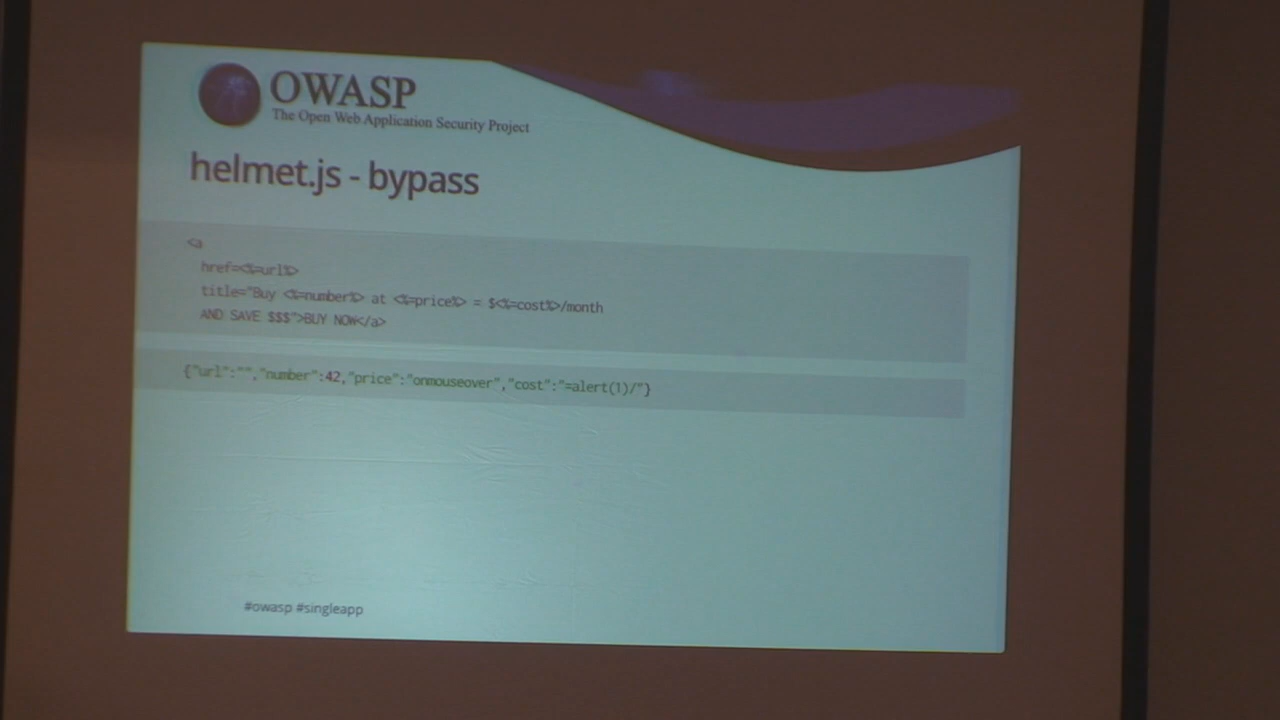 OWASP
The Open Web Application Security Project
helmet.js - bypass
<a
href=<%=url%>
title="Buy <%=number%> at <%=price%> = $<%=cost%>/month
AND SAVE $$$">BUY NOW</a>
{"url":"","number":42,"price":"onmouseover","cost":"=alert(1)/"}
#owasp #singleapp